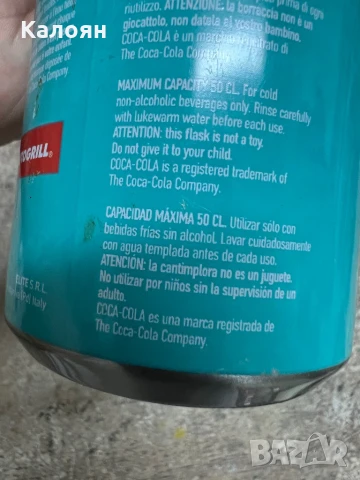 Калоян
riutilizzo. ATTENZIONE: la borraccia non è un
giocattolo, non datela al vostro bambino.
COCA-COLA è un marchio
The Coca-Cola Company.
MAXIMUM CAPACITY 50 CL. For cold
non-alcoholic beverages only. Rinse carefully
with lukewarm water before each use.
ATTENTION: this flask is not a toy.
Do not give it to your child.
COCA-COLA is a registered trademark of
The Coca-Cola Company.
CAPACIDAD MÁXIMA 50 CL. Utilizar sólo con
bebidas frías sin alcohol. Lavar cuidadosamente
con agua templada antes de cada uso.
ATENCIÓN: la cantimplora no es un juguete.
No utilizar por niños sin la supervisión de un
adulto.
COCA-COLA es una marca registrada de
The Coca-Cola Company.
Company
TOGRILL®
S.R.L.
Italy
BAZAR